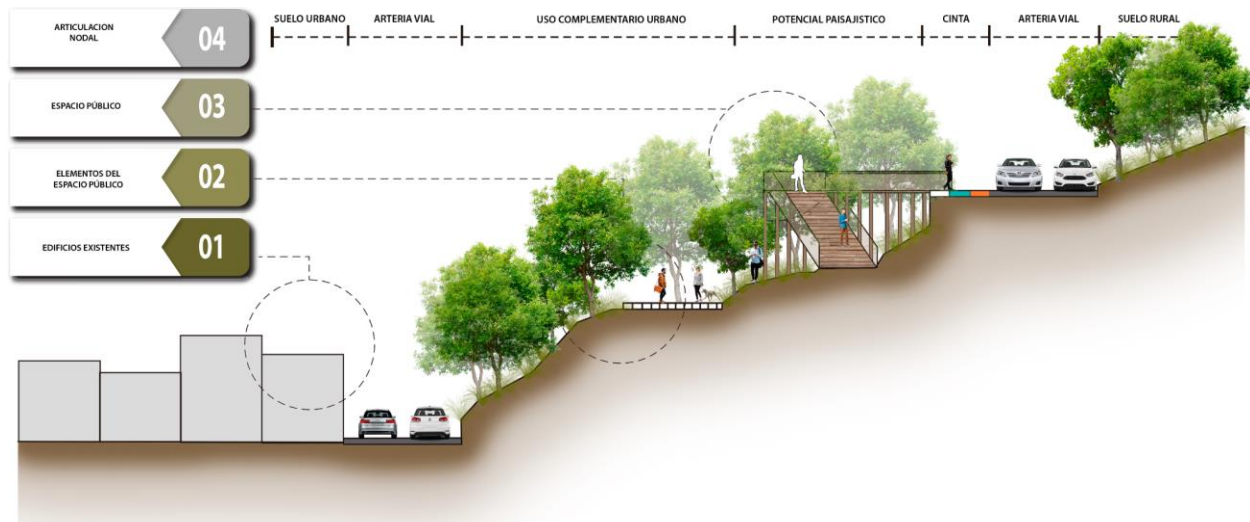 SUELO URBANO
ARTERIA VIAL
USO COMPLEMENTARIO URBANO
POTENCIAL PAISAJISTICO
CINTA
ARTERIA VIAL
SUELO RURAL
ARTICULACION
NODAL
04
ESPACIO PÚBLICO
03
ELEMENTOS DEL
ESPACIO PÚBLICO
02
EDIFICIOS EXISTENTES
01